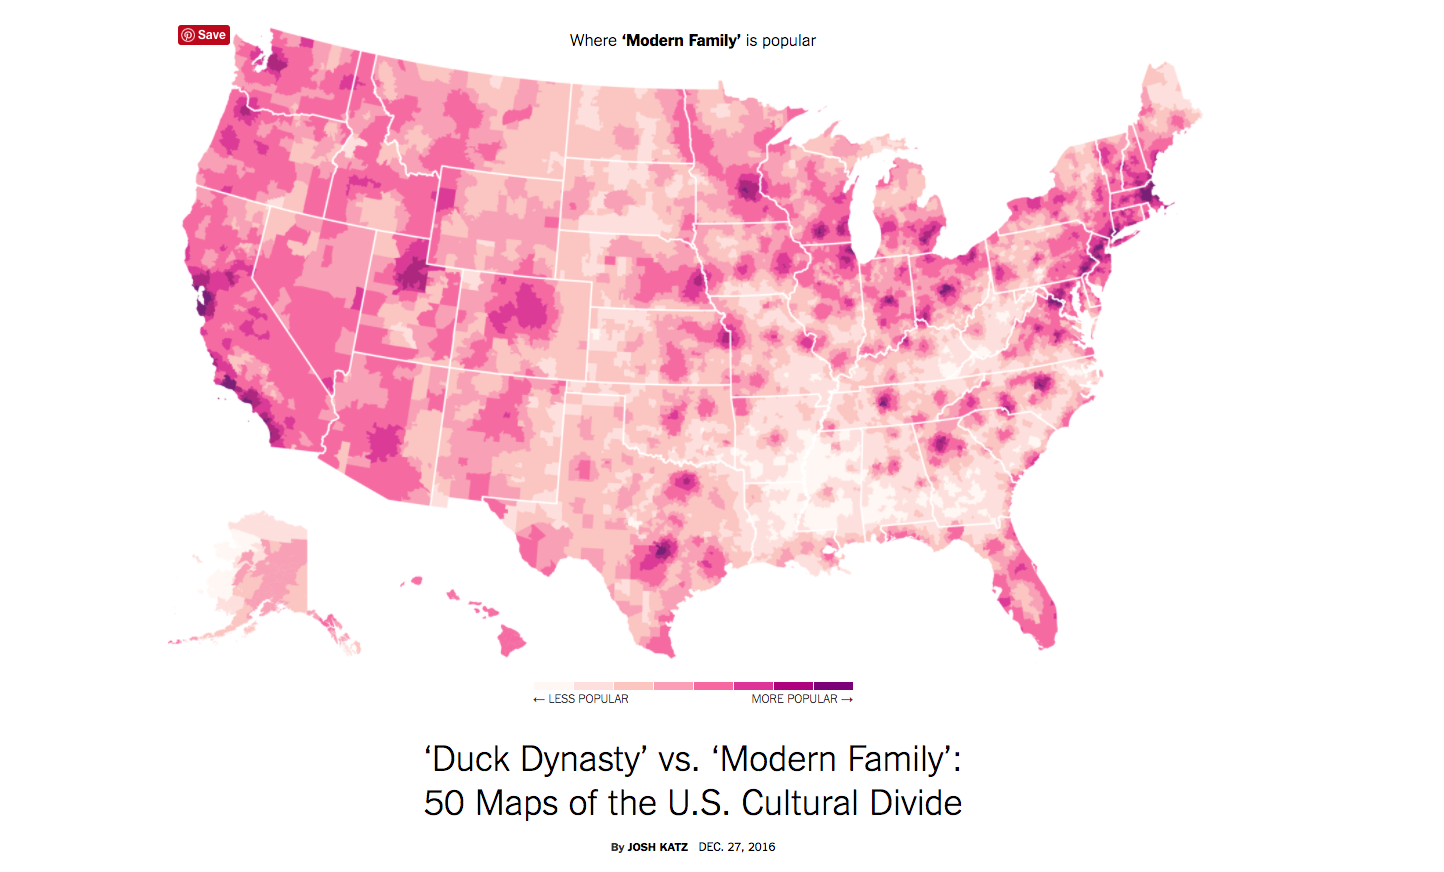 Save
Where ‘Modern Family’ is popular
← LESS POPULAR
MORE POPULAR →
‘Duck Dynasty’ vs. ‘Modern Family’:
50 Maps of the U.S. Cultural Divide
By JOSH KATZ DEC. 27, 2016